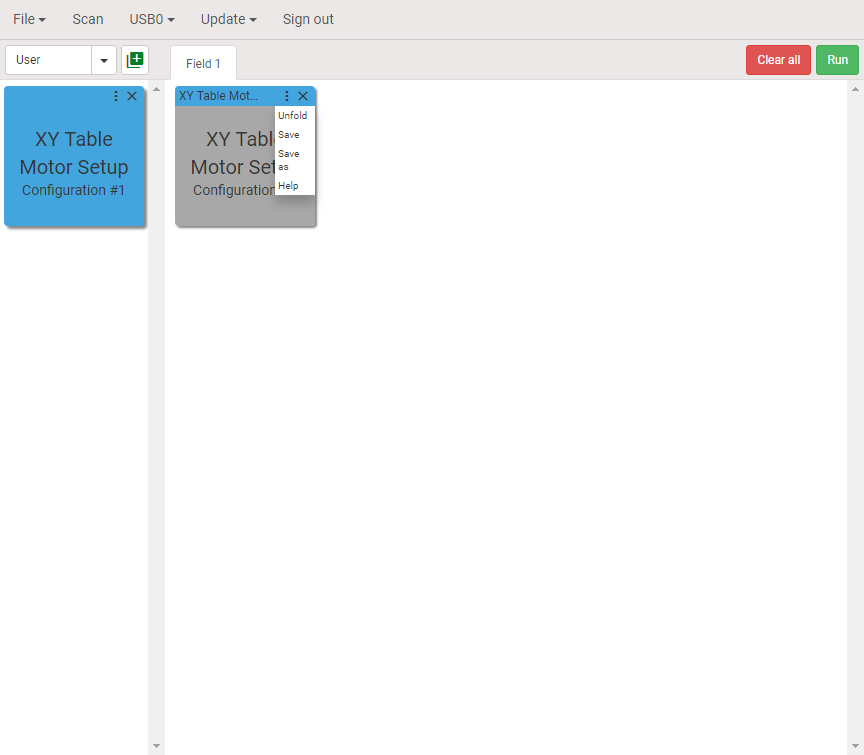 File Scan USB0 Update Sign out
User Field 1 Clear all Run
XY Table
Motor Setup
Configuration #1
XY Table Mot...
XY Tabl
Motor Set
Configuration
Unfold
Save
Save
as
Help